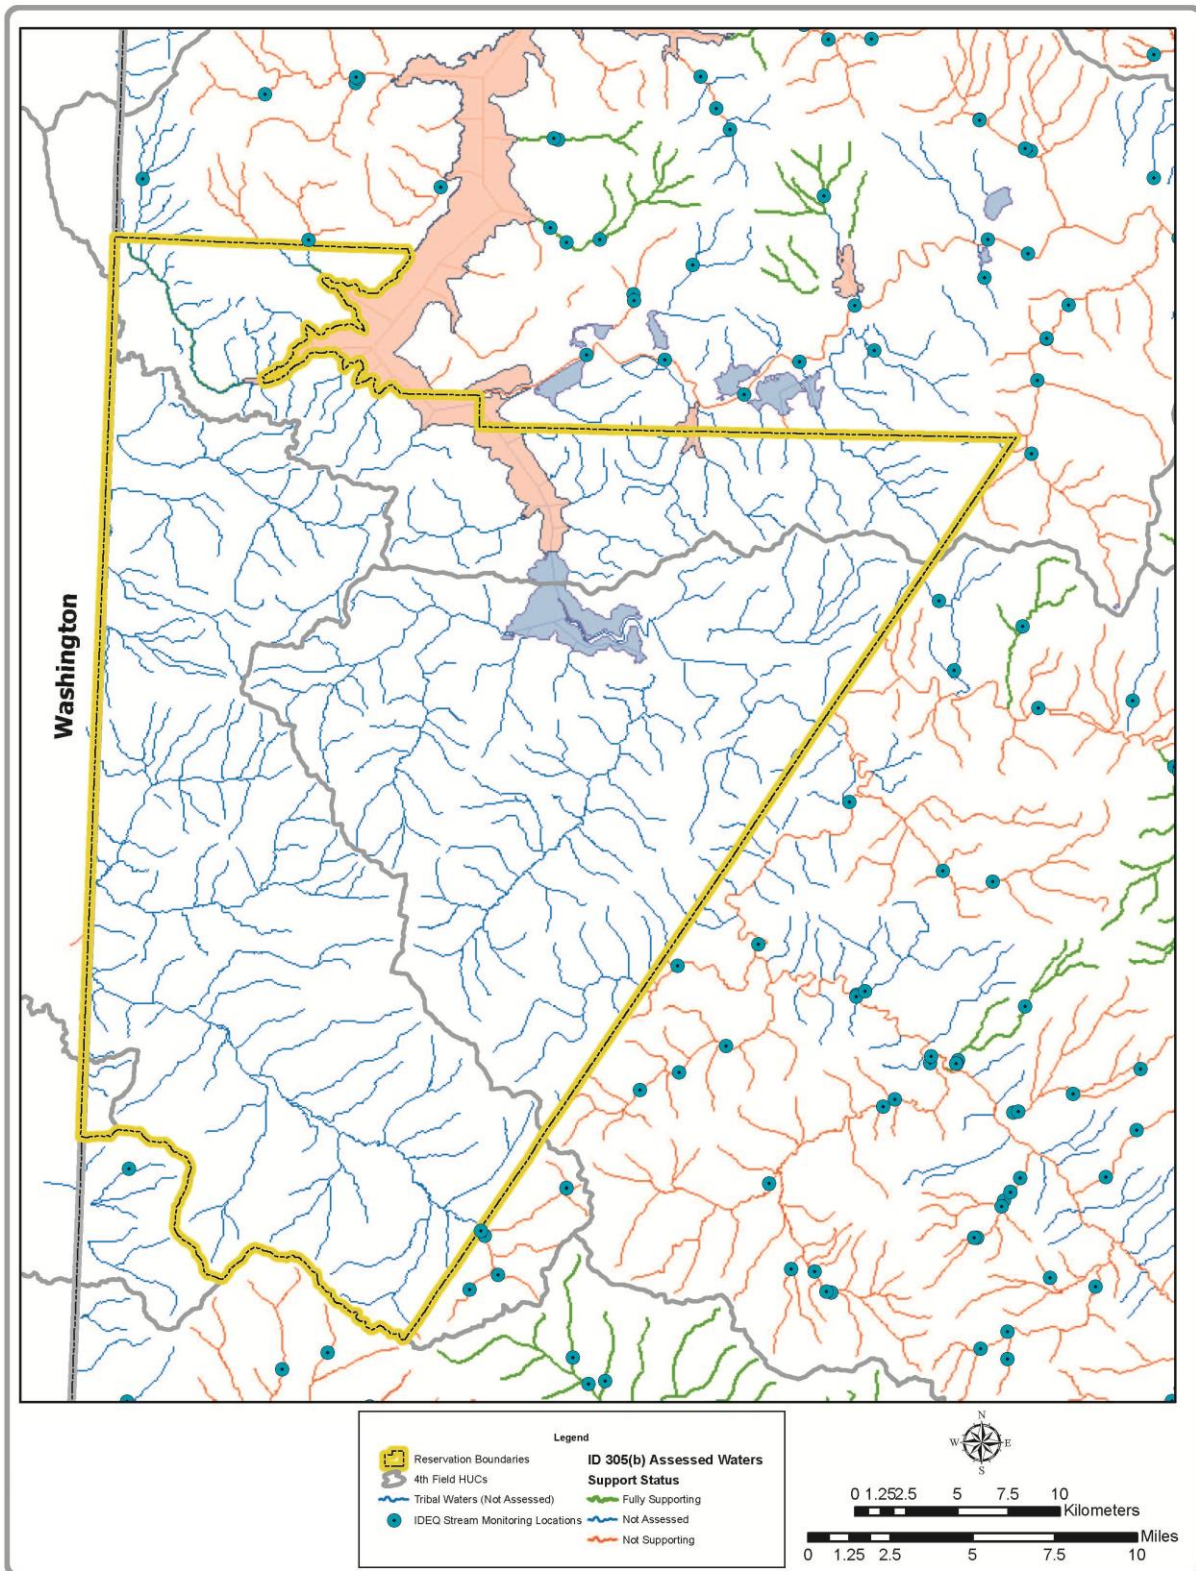 Washington
Legend
Reservation Boundaries
4th Field HUCs
Tribal Waters (Not Assessed)
IDEQ Stream Monitoring Locations
ID 305(b) Assessed Waters
Support Status
Fully Supporting
Not Assessed
Not Supporting
N
W E
S
0 1.25 2.5 5 7.5 10
Kilometers
Miles
0 1.25 2.5 5 7.5 10